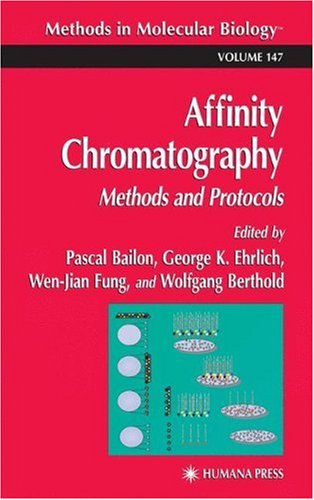 Methods in Molecular Biology™
VOLUME 147
Affinity
Chromatography
Methods and Protocols
Edited by
Pascal Bailon, George K. Ehrlich,
Wen-Jian Fung, and Wolfgang Berthold
HUMANA PRESS